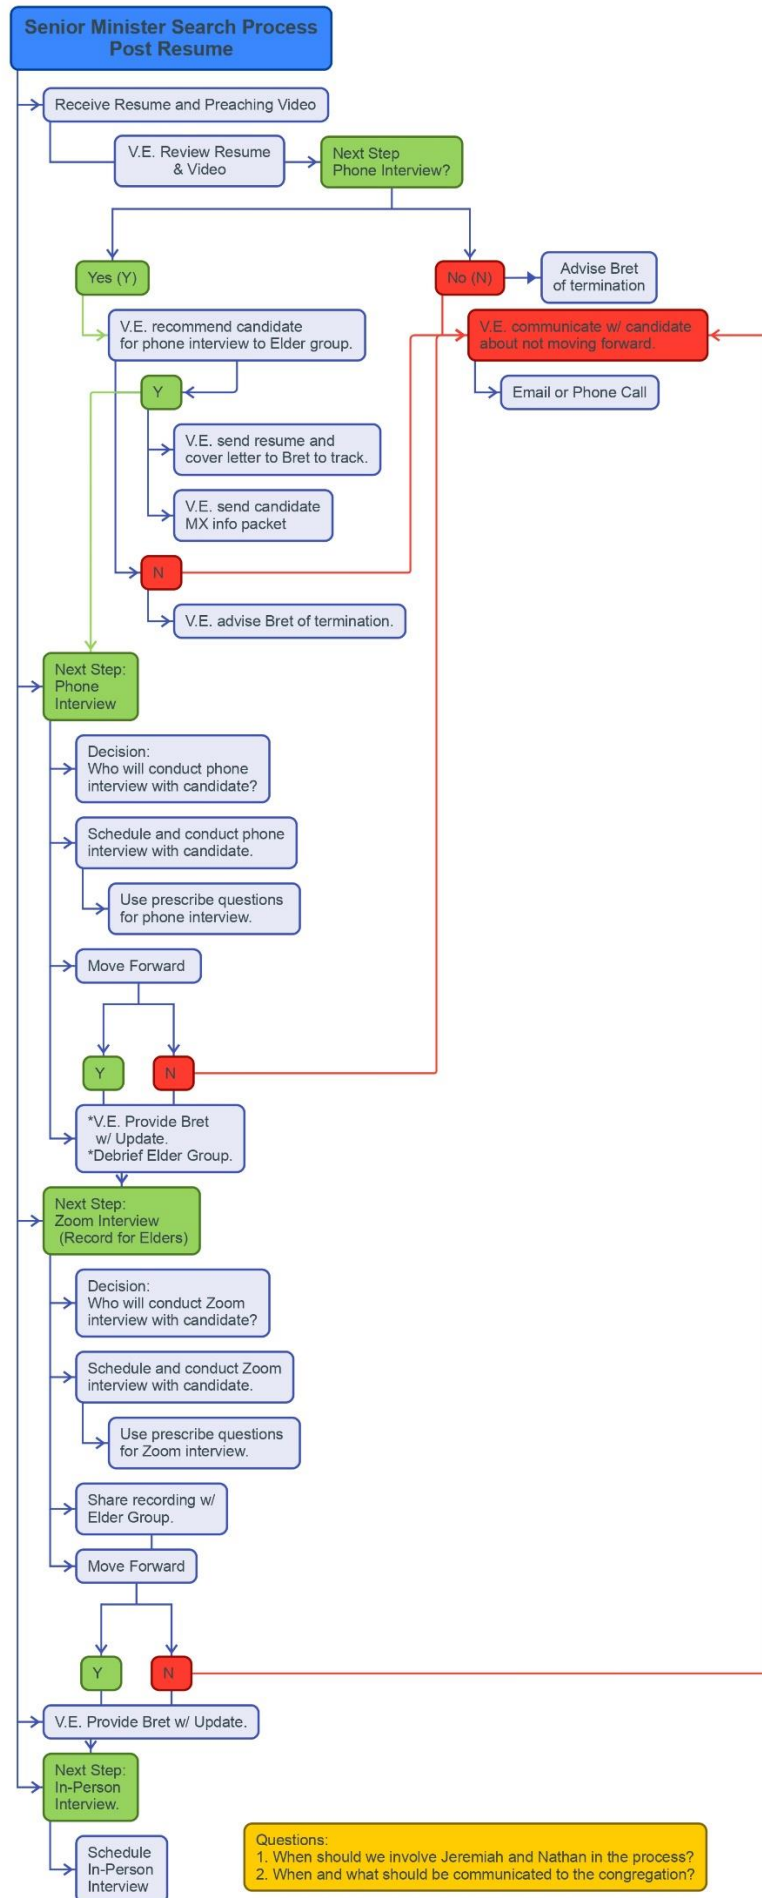 Senior Minister Search Process
Post Resume
Receive Resume and Preaching Video
V.E. Review Resume
& Video
Next Step
Phone Interview?
Yes (Y)
No (N)
Advise Bret
of termination
V.E. recommend candidate
for phone interview to Elder group.
V.E. communicate w/ candidate
about not moving forward.
Y
Email or Phone Call
V.E. send resume and
cover letter to Bret to track.
V.E. send candidate
MX info packet
N
V.E. advise Bret of termination.
Next Step:
Phone
Interview
Decision:
Who will conduct phone
interview with candidate?
Schedule and conduct phone
interview with candidate.
Use prescribe questions
for phone interview.
Move Forward
Y
N
*V.E. Provide Bret
w/ Update.
*Debrief Elder Group.
Next Step:
Zoom Interview
(Record for Elders)
Decision:
Who will conduct Zoom
interview with candidate?
Schedule and conduct Zoom
interview with candidate.
Use prescribe questions
for Zoom interview.
Share recording w/
Elder Group.
Move Forward
Y
N
V.E. Provide Bret w/ Update.
Next Step:
In-Person
Interview.
Schedule
In-Person
Interview
Questions:
1. When should we involve Jeremiah and Nathan in the process?
2. When and what should be communicated to the congregation?